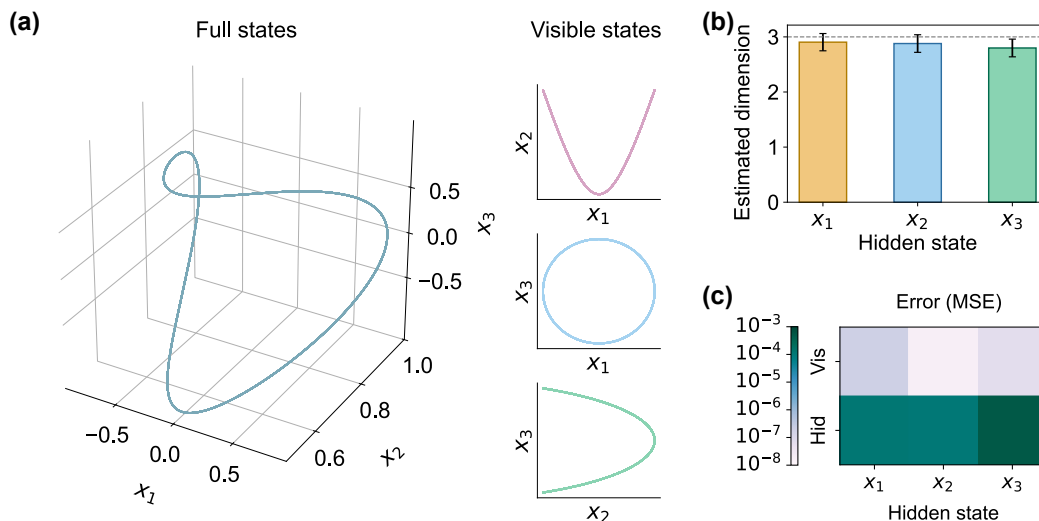 (a)
Full states
x₃
0.5
0.0
−0.5
−0.5
0.0
0.5
x₁
0.6
0.8
1.0
x₂
Visible states
x₂
x₁
x₃
x₁
x₃
x₂
(b)
Estimated dimension
3
2
1
0
x₁ x₂ x₃
Hidden state
(c)
Error (MSE)
10⁻³
10⁻⁴
10⁻⁵
10⁻⁶
10⁻⁷
10⁻⁸
Vis
Hid
x₁ x₂ x₃
Hidden state